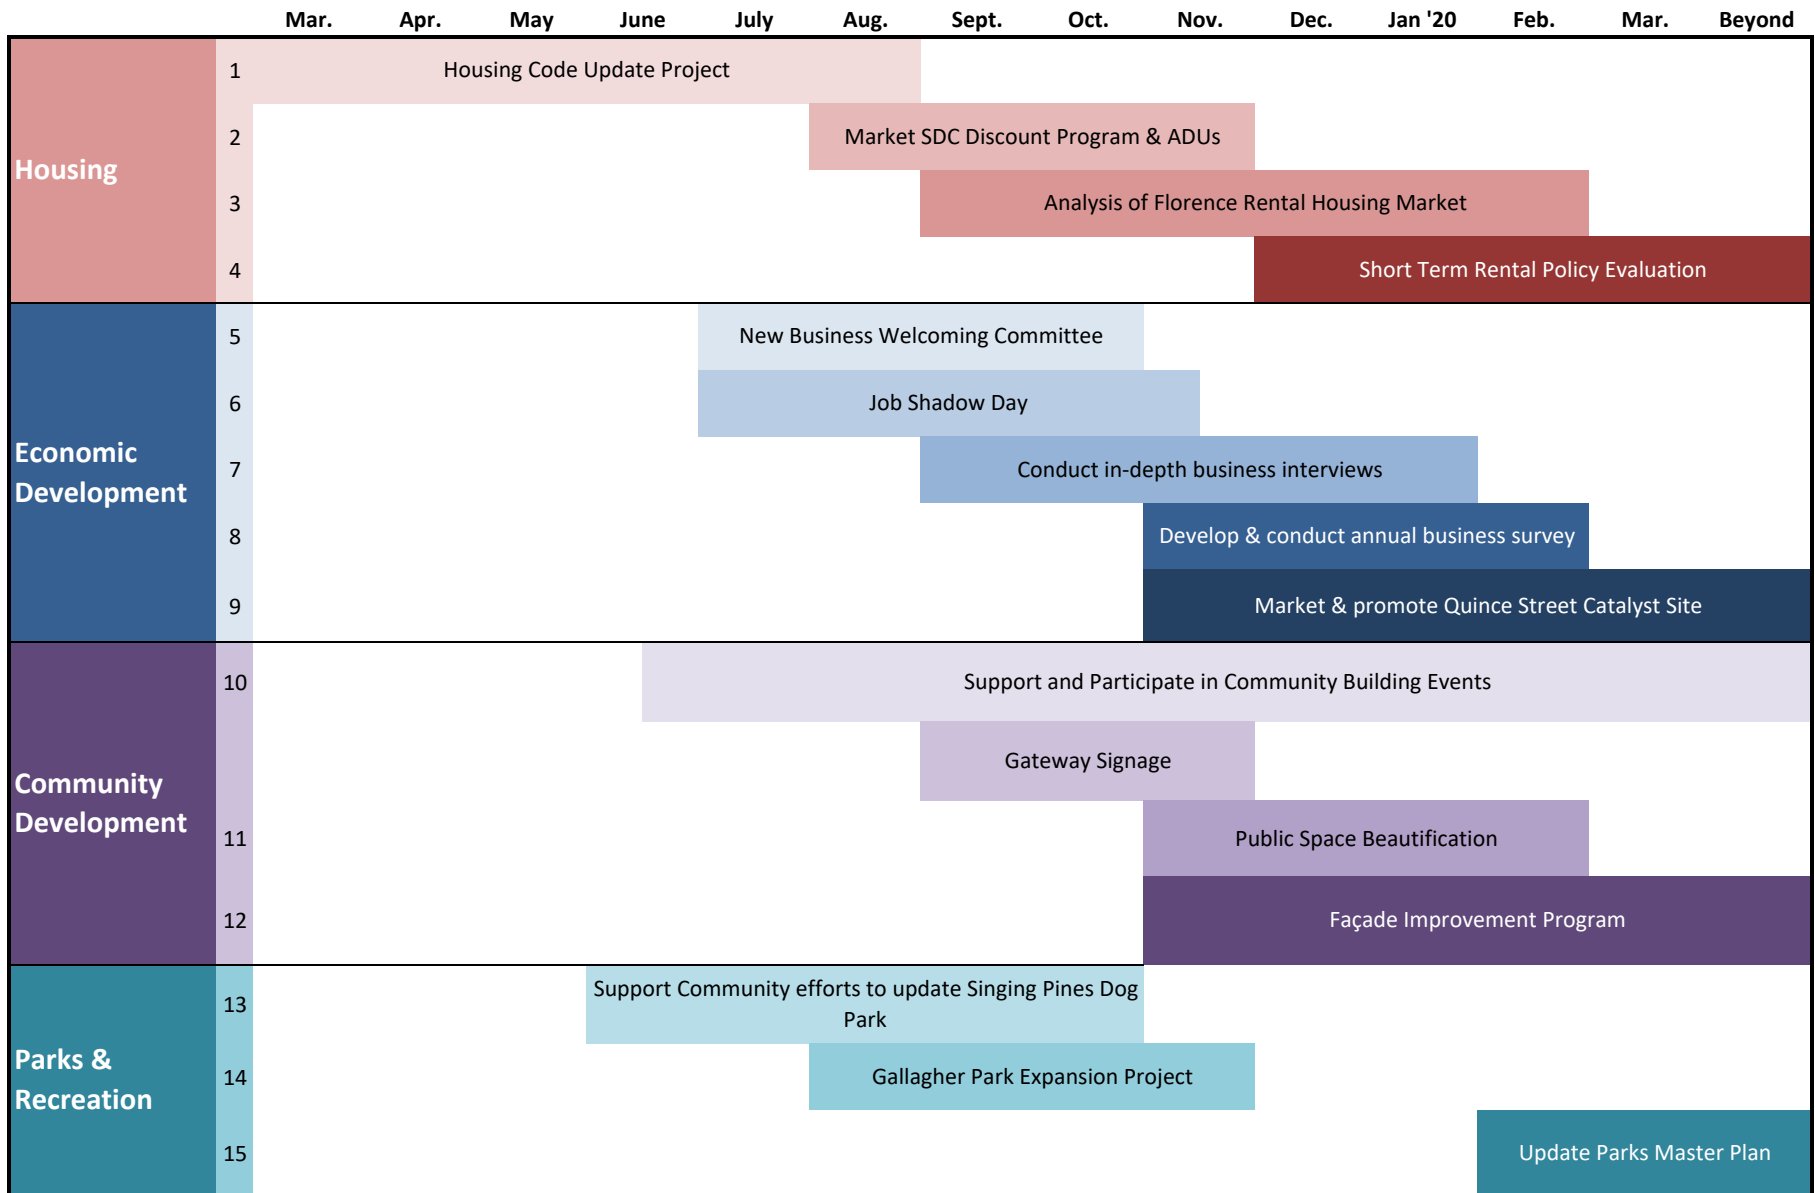 Mar. Apr. May June July Aug. Sept. Oct. Nov. Dec. Jan '20 Feb. Mar. Beyond
Housing
1 Housing Code Update Project
2 Market SDC Discount Program & ADUs
3 Analysis of Florence Rental Housing Market
4 Short Term Rental Policy Evaluation
Economic
Development
5 New Business Welcoming Committee
6 Job Shadow Day
7 Conduct in-depth business interviews
8 Develop & conduct annual business survey
9 Market & promote Quince Street Catalyst Site
Community
Development
10 Support and Participate in Community Building Events
Gateway Signage
11 Public Space Beautification
12 Façade Improvement Program
Parks &
Recreation
13 Support Community efforts to update Singing Pines Dog
Park
14 Gallagher Park Expansion Project
15 Update Parks Master Plan